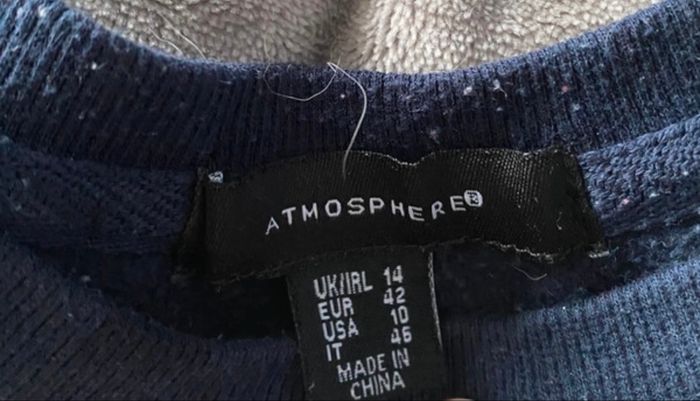 ATMOSPHERE®
UK/IRL 14
EUR 42
USA 10
IT 46
MADE IN
CHINA